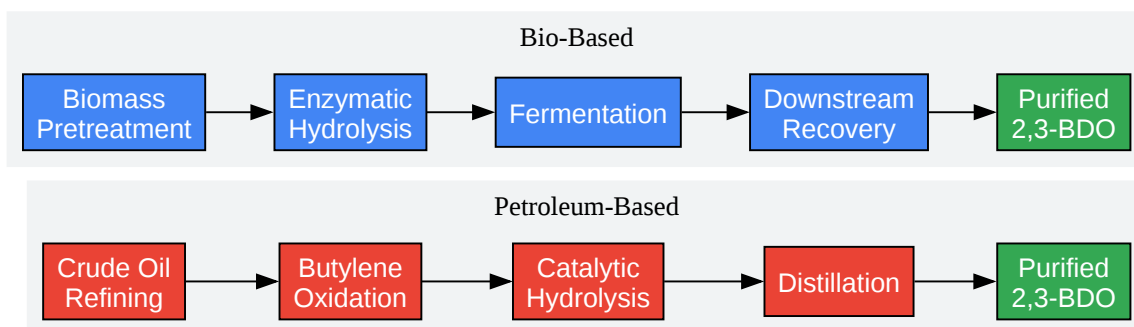 Bio-Based
Biomass
Pretreatment
Enzymatic
Hydrolysis
Fermentation
Downstream
Recovery
Purified
2,3-BDO
Petroleum-Based
Crude Oil
Refining
Butylene
Oxidation
Catalytic
Hydrolysis
Distillation
Purified
2,3-BDO